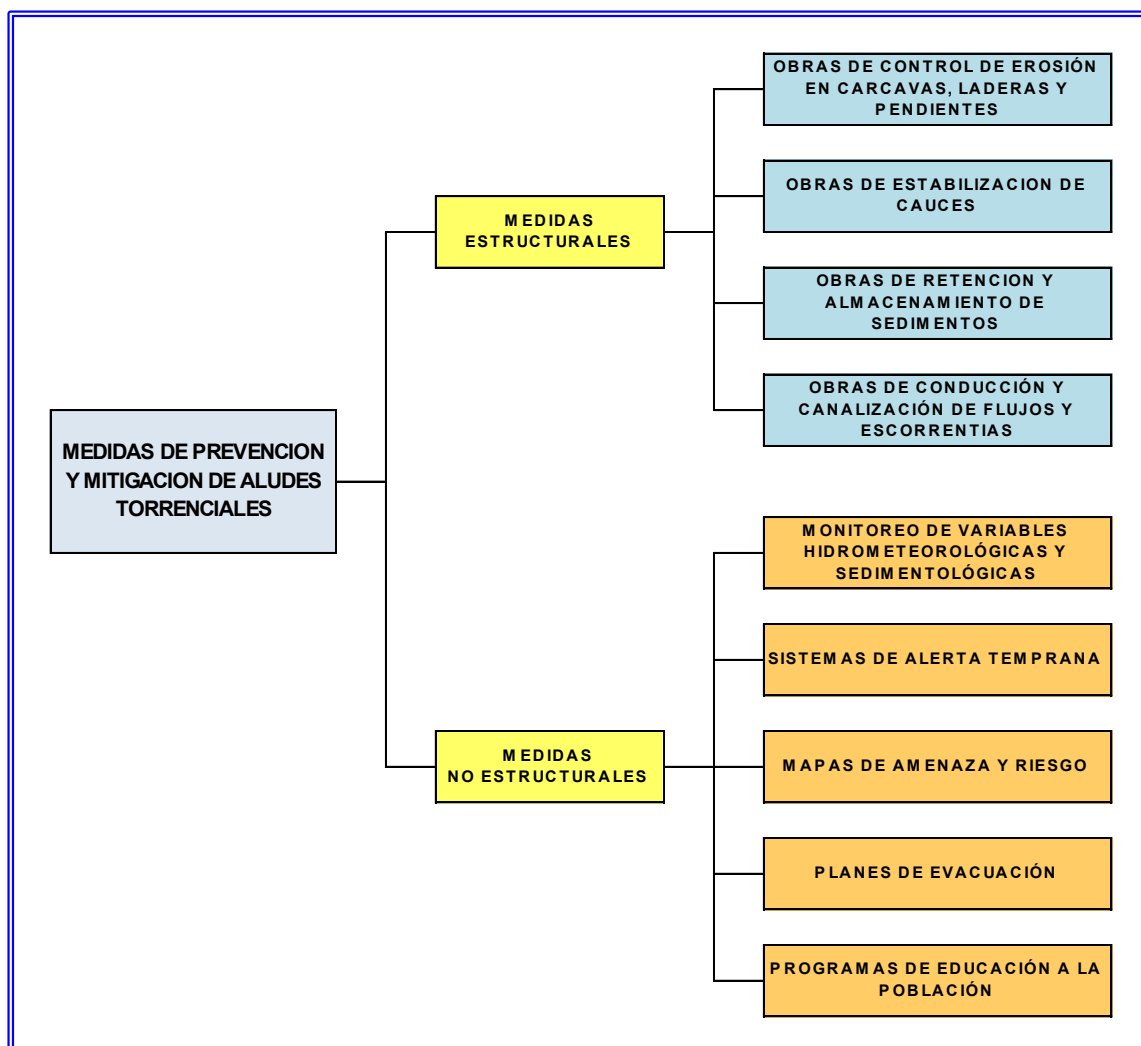 MEDIDAS DE PREVENCION
Y MITIGACION DE ALUDES
TORRENCIALES
MEDIDAS
ESTRUCTURALES
OBRAS DE CONTROL DE EROSIÓN
EN CARCAVAS, LADERAS Y
PENDIENTES
OBRAS DE ESTABILIZACION DE
CAUCES
OBRAS DE RETENCION Y
ALMACENAMIENTO DE
SEDIMENTOS
OBRAS DE CONDUCCIÓN Y
CANALIZACIÓN DE FLUJOS Y
ESCORRENTIAS
MEDIDAS
NO ESTRUCTURALES
MONITOREO DE VARIABLES
HIDROMETEOROLÓGICAS Y
SEDIMENTOLÓGICAS
SISTEMAS DE ALERTA TEMPRANA
MAPAS DE AMENAZA Y RIESGO
PLANES DE EVACUACIÓN
PROGRAMAS DE EDUCACIÓN A LA
POBLACIÓN